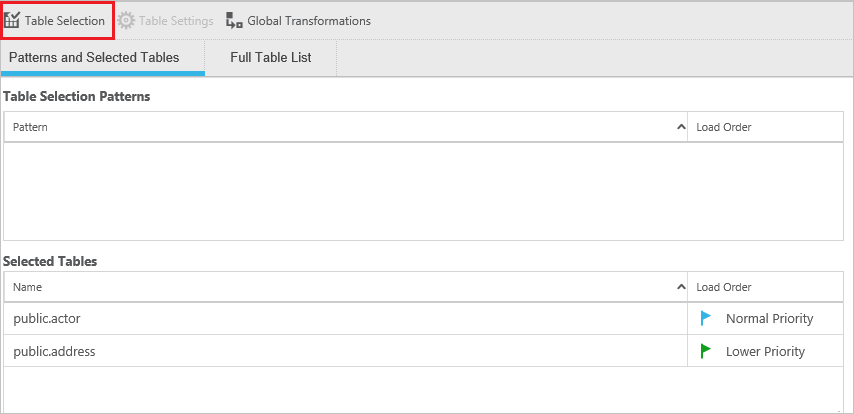 Table Selection Table Settings Global Transformations
Patterns and Selected Tables Full Table List
Table Selection Patterns
Pattern Load Order
Selected Tables
Name Load Order
public.actor Normal Priority
public.address Lower Priority